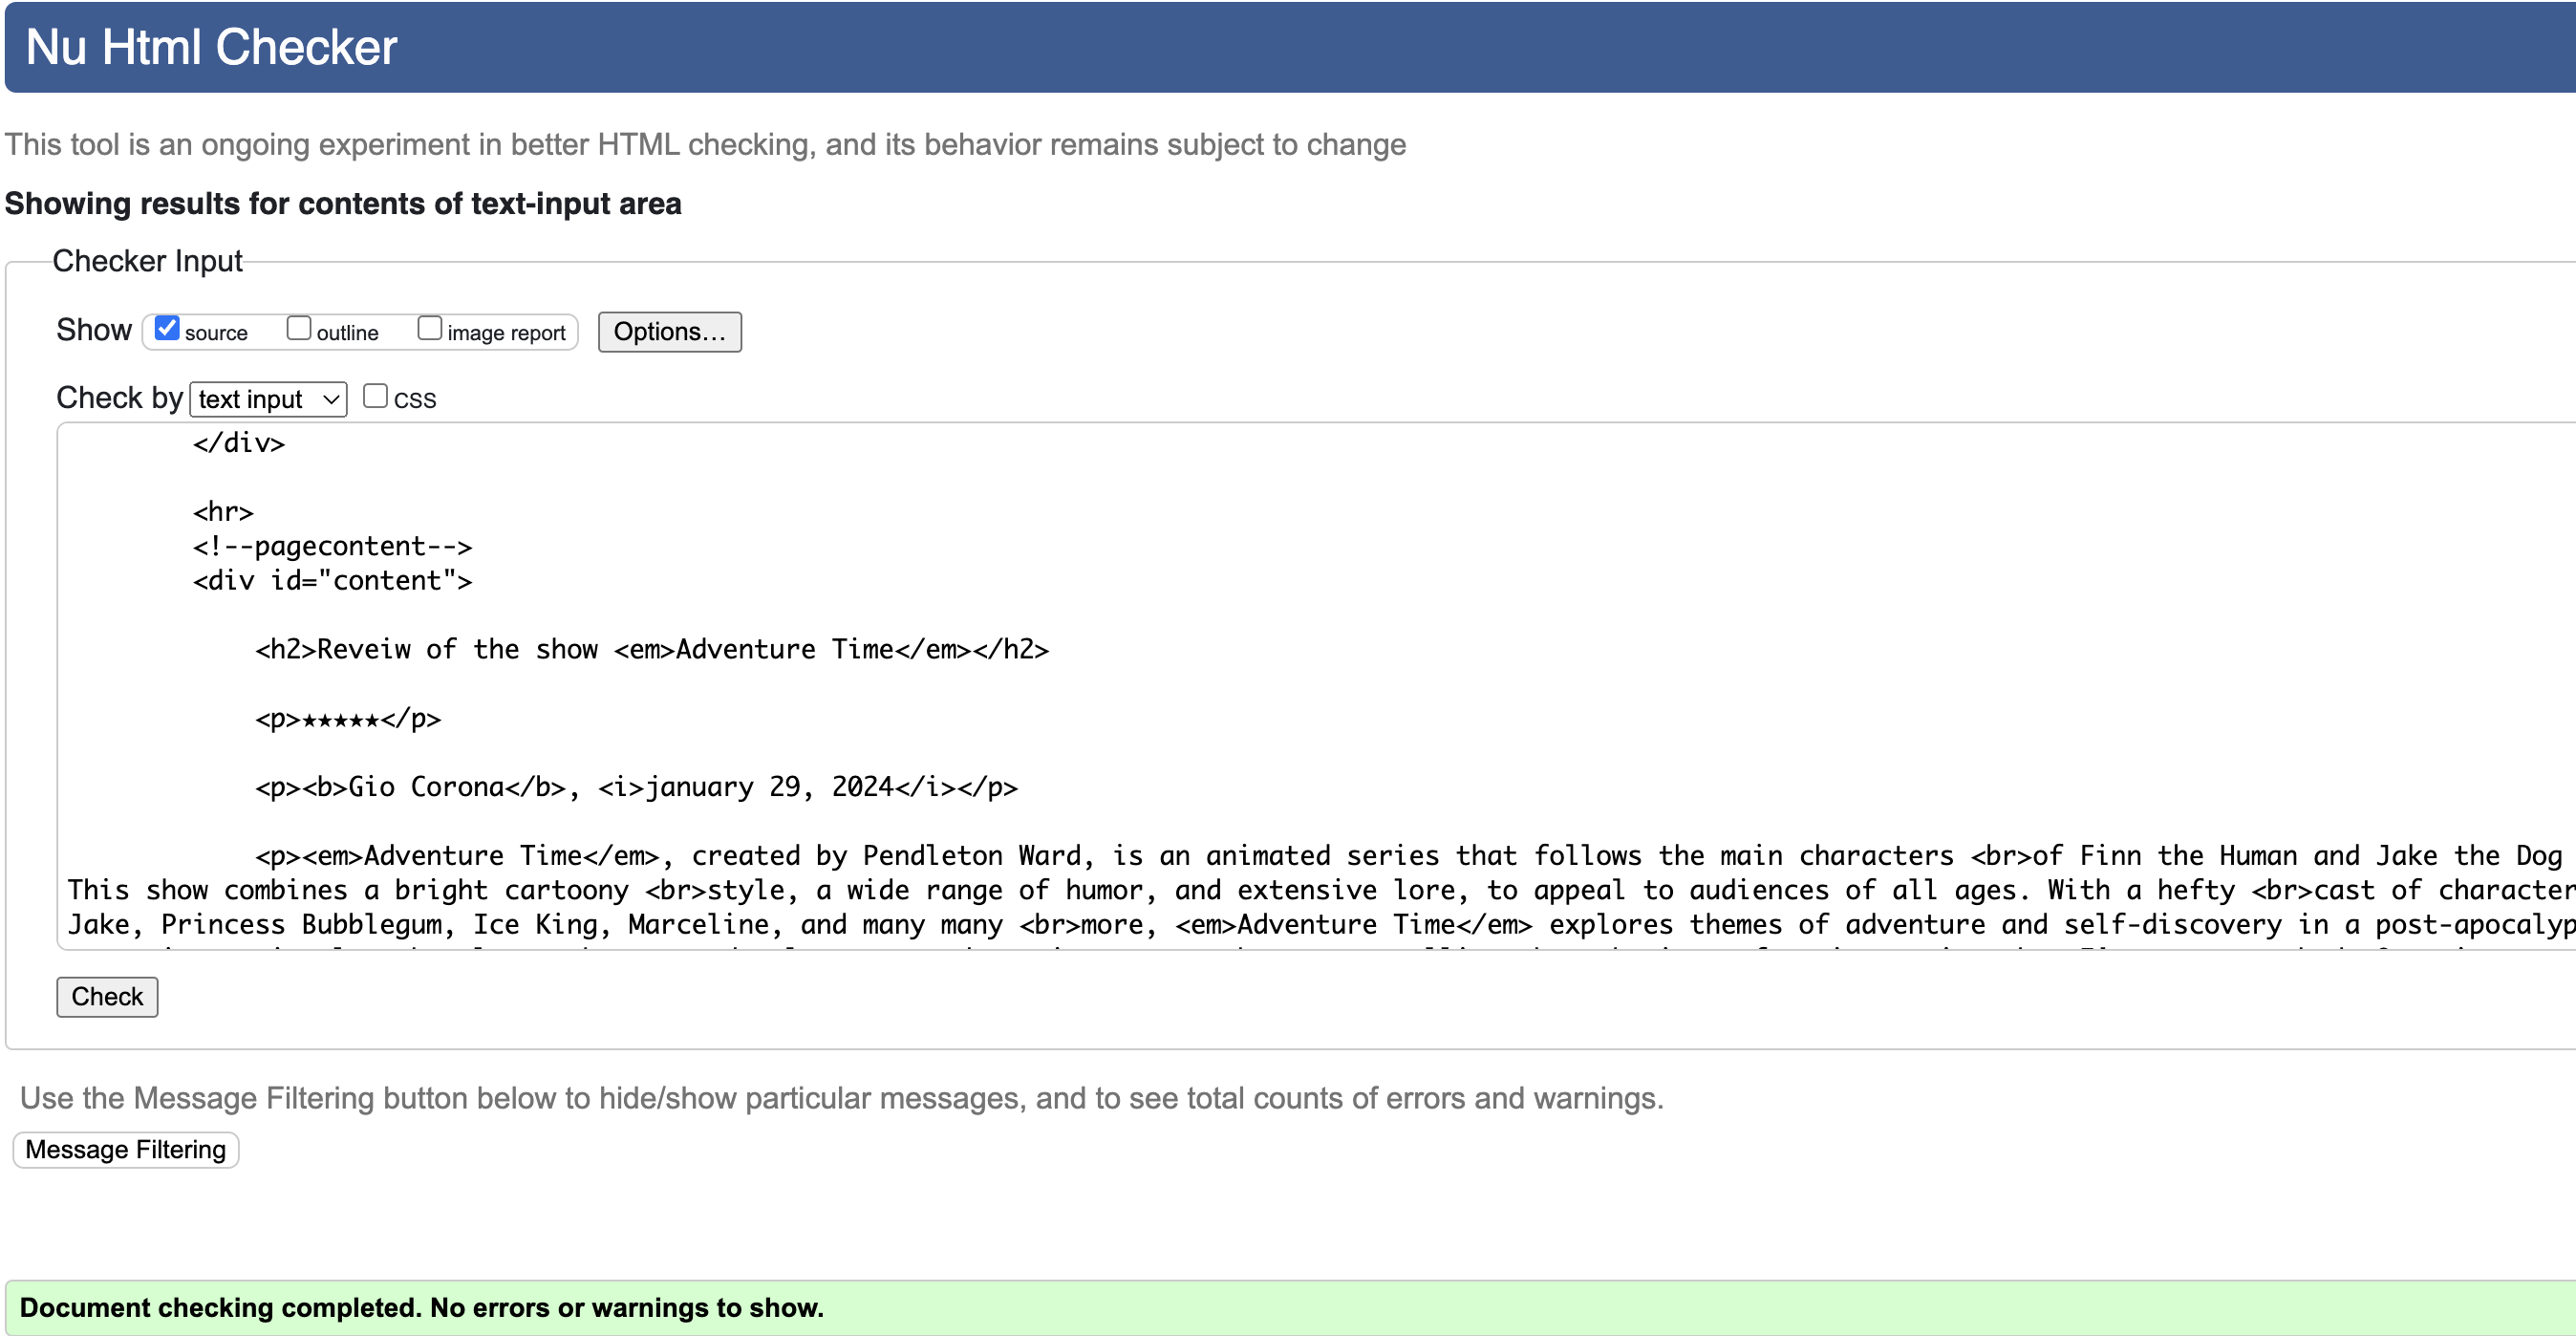 Nu Html Checker
This tool is an ongoing experiment in better HTML checking, and its behavior remains subject to change
Showing results for contents of text-input area
Checker Input
Show source outline image report Options...
Check by text input CSS
</div>
<hr>
<!--pagecontent-->
<div id="content">
<h2>Reveiw of the show <em>Adventure Time</em></h2>
<p>★★★★★</p>
<p><b>Gio Corona</b>, <i>january 29, 2024</i></p>
<p><em>Adventure Time</em>, created by Pendleton Ward, is an animated series that follows the main characters <br>of Finn the Human and Jake the Dog
This show combines a bright cartoony <br>style, a wide range of humor, and extensive lore, to appeal to audiences of all ages. With a hefty <br>cast of character
Jake, Princess Bubblegum, Ice King, Marceline, and many many <br>more, <em>Adventure Time</em> explores themes of adventure and self-discovery in a post-apocalyp
Check
Use the Message Filtering button below to hide/show particular messages, and to see total counts of errors and warnings.
Message Filtering
Document checking completed. No errors or warnings to show.